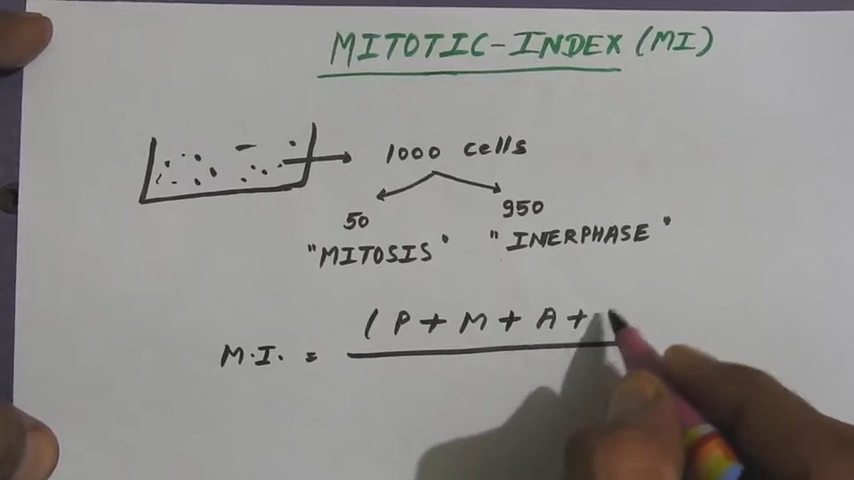 MITOTIC-INDEX (MI)
1000 cells
50 950
"MITOSIS" "INERPHASE"
(P + M + A +
M.I. =